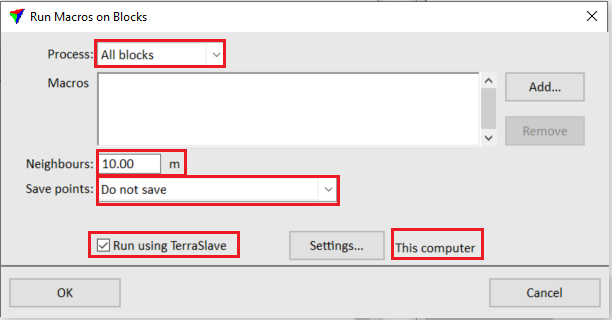 Run Macros on Blocks
Process: All blocks
Macros
Add...
Remove
Neighbours: 10.00 m
Save points: Do not save
Run using TerraSlave Settings... This computer
OK Cancel